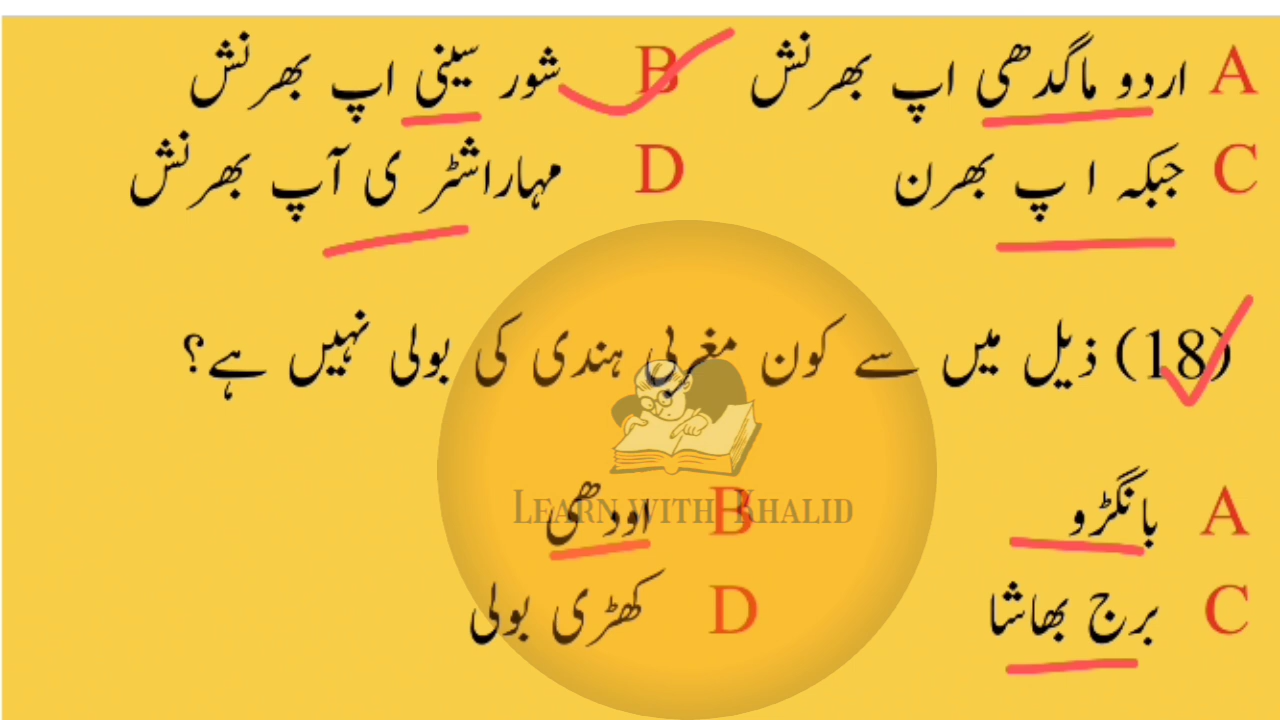 A اردو ماگدھی اپ بھرنش B شور سینی اپ بھرنش
C جبکہ ا پ بھرن D مہاراشٹر ی آپ بھرنش
(18) ذیل میں سے کون مغربی ہندی کی بولی نہیں ہے؟
A بانگڑو B اودھی
LEARN WITH KHALID
C برج بھاشا D کھڑی بولی